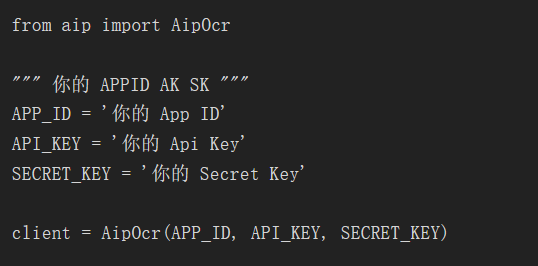 from aip import AipOcr
""" 你的 APPID AK SK """
APP_ID = '你的 App ID'
API_KEY = '你的 Api Key'
SECRET_KEY = '你的 Secret Key'
client = AipOcr(APP_ID, API_KEY, SECRET_KEY)